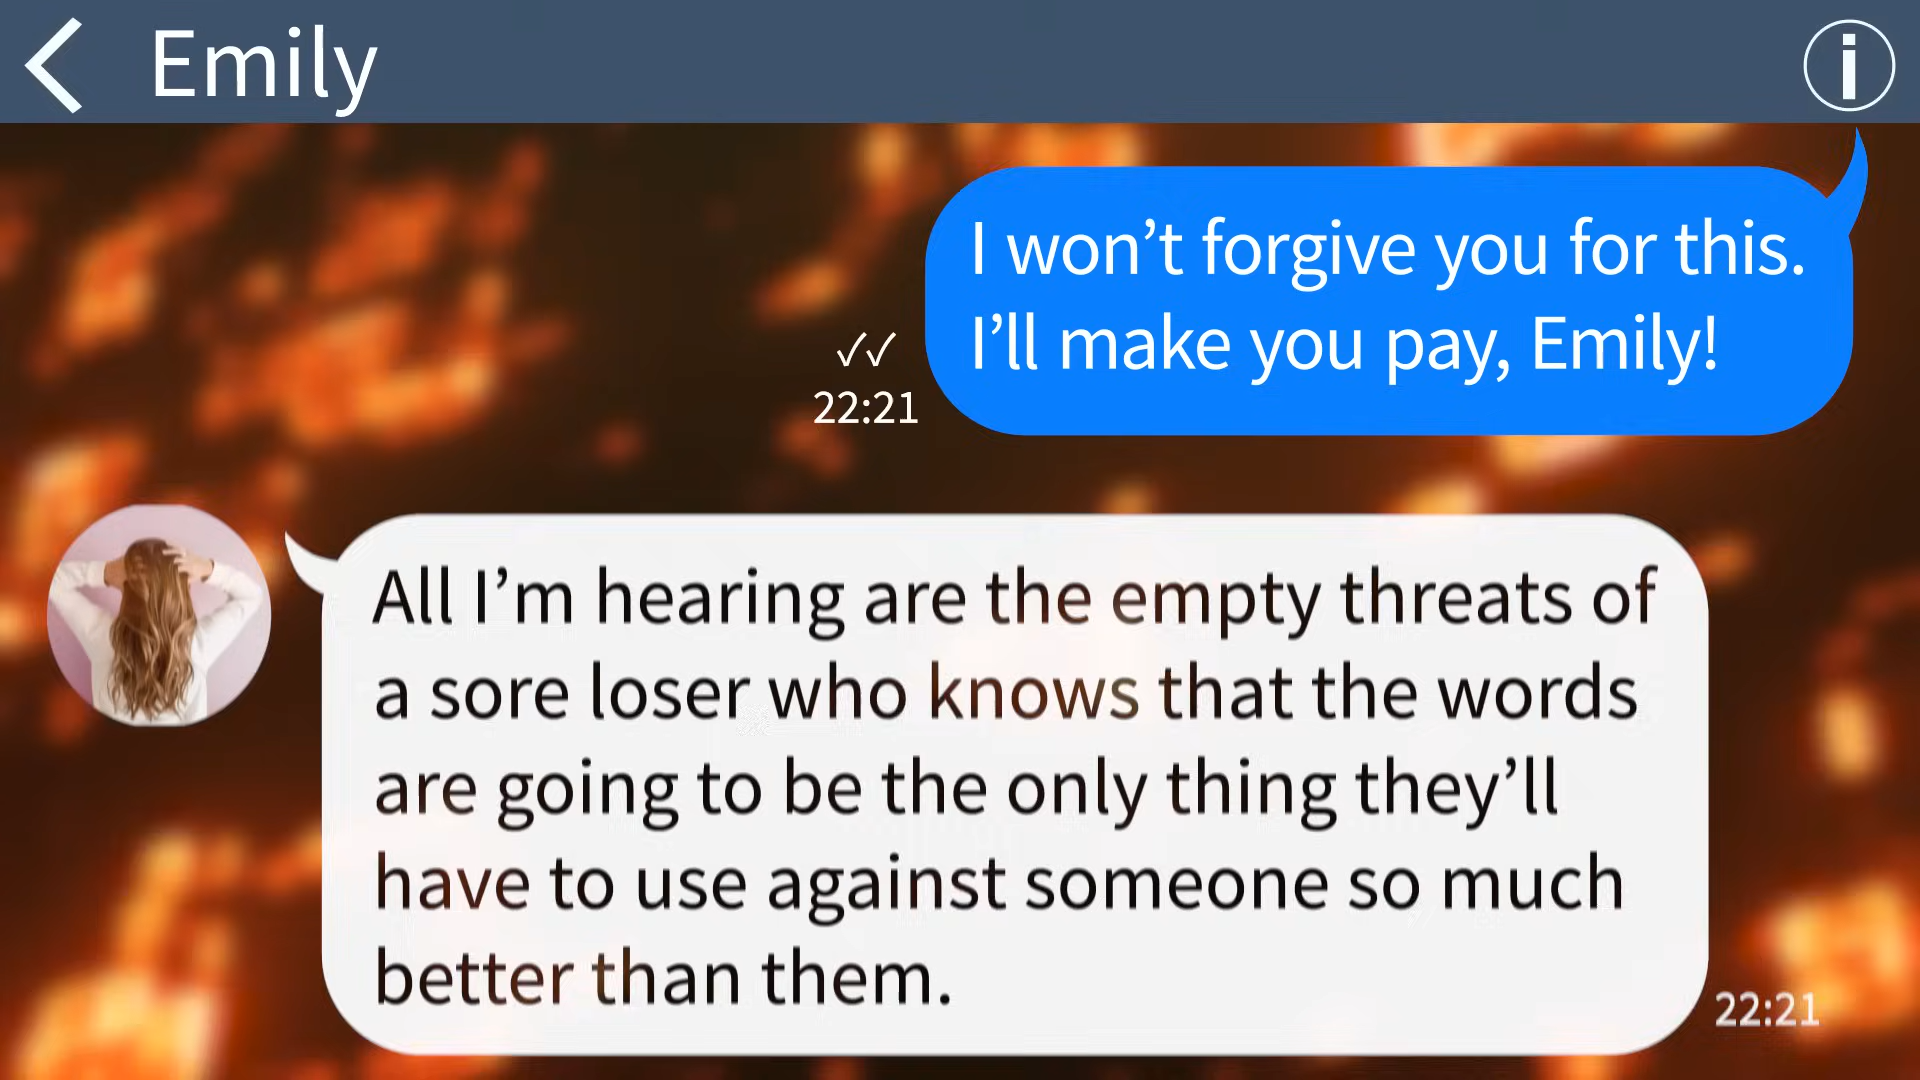 Emily
I won’t forgive you for this.
I’ll make you pay, Emily!
✓✓
22:21
All I’m hearing are the empty threats of
a sore loser who knows that the words
are going to be the only thing they’ll
have to use against someone so much
better than them.
22:21